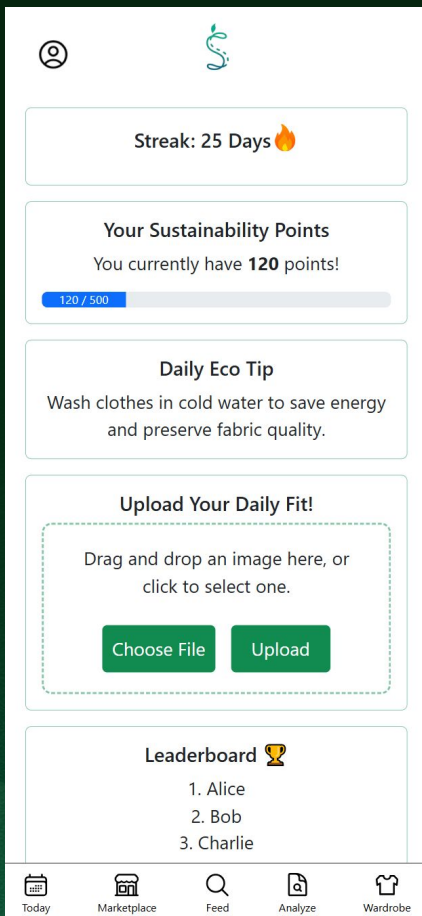 Streak: 25 Days🔥
Your Sustainability Points
You currently have 120 points!
120 / 500
Daily Eco Tip
Wash clothes in cold water to save energy
and preserve fabric quality.
Upload Your Daily Fit!
Drag and drop an image here, or
click to select one.
Choose File Upload
Leaderboard 🏆
1. Alice
2. Bob
3. Charlie
Today Marketplace Feed Analyze Wardrobe